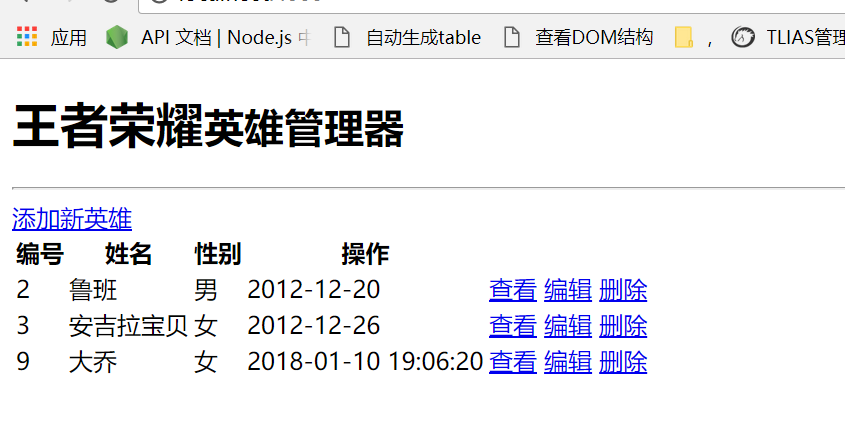 应用 API 文档 | Node.js 自动生成table 查看DOM结构 , TLIAS管理
王者荣耀英雄管理器
添加新英雄
编号 姓名 性别 操作
2 鲁班 男 2012-12-20 查看 编辑 删除
3 安吉拉宝贝 女 2012-12-26 查看 编辑 删除
9 大乔 女 2018-01-10 19:06:20 查看 编辑 删除